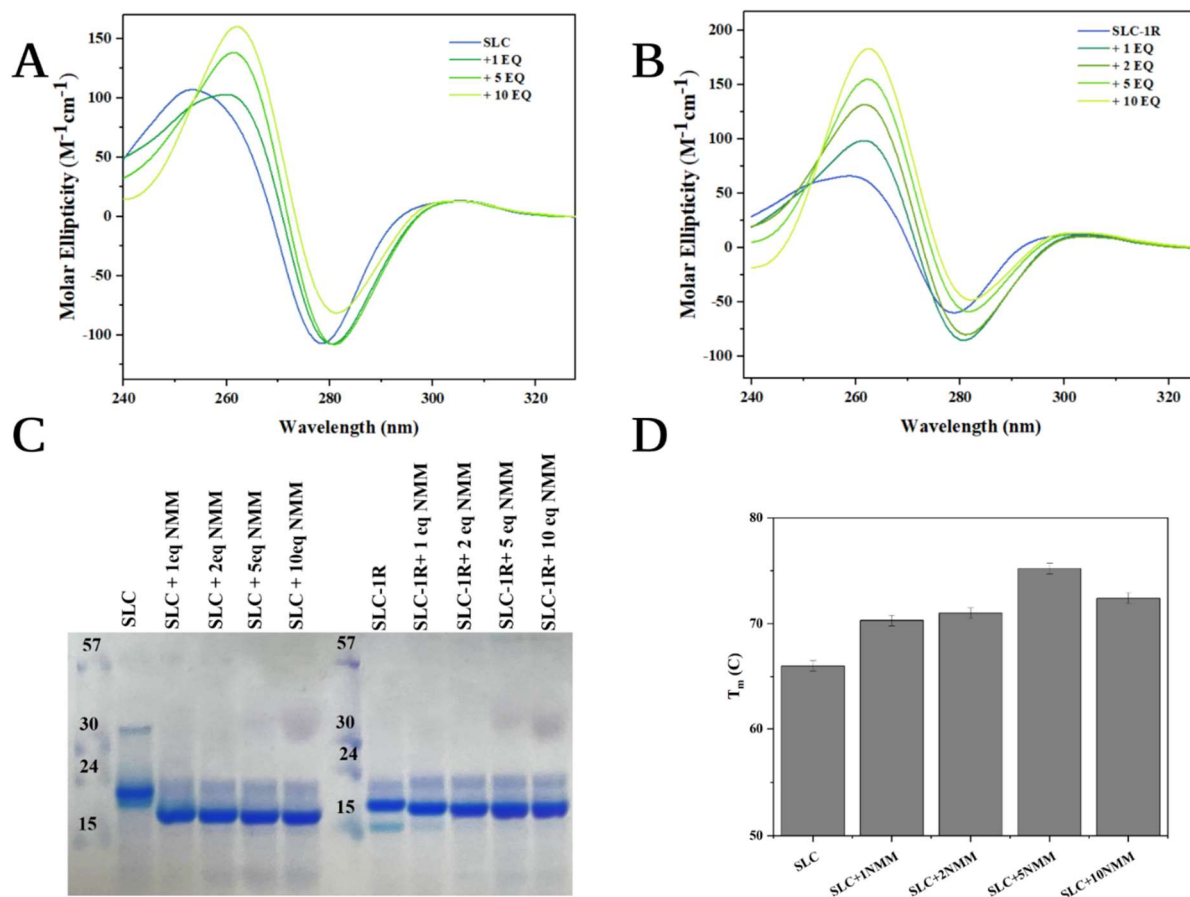 A
150
100
50
0
-50
-100
240
260
280
300
320
Molar Ellipticity (M⁻¹cm⁻¹)
Wavelength (nm)
SLC
+1 EQ
+ 5 EQ
+ 10 EQ
B
200
150
100
50
0
-50
-100
240
260
280
300
320
Molar Ellipticity (M⁻¹cm⁻¹)
Wavelength (nm)
SLC-1R
+ 1 EQ
+ 2 EQ
+ 5 EQ
+ 10 EQ
C
SLC
SLC + 1eq NMM
SLC + 2eq NMM
SLC + 5eq NMM
SLC + 10eq NMM
SLC-1R
SLC-1R+ 1 eq NMM
SLC-1R+ 2 eq NMM
SLC-1R+ 5 eq NMM
SLC-1R+ 10 eq NMM
57
30
24
15
57
30
24
15
D
80
70
60
50
Tₘ (C)
SLC
SLC+1NMM
SLC+2NMM
SLC+5NMM
SLC+10NMM